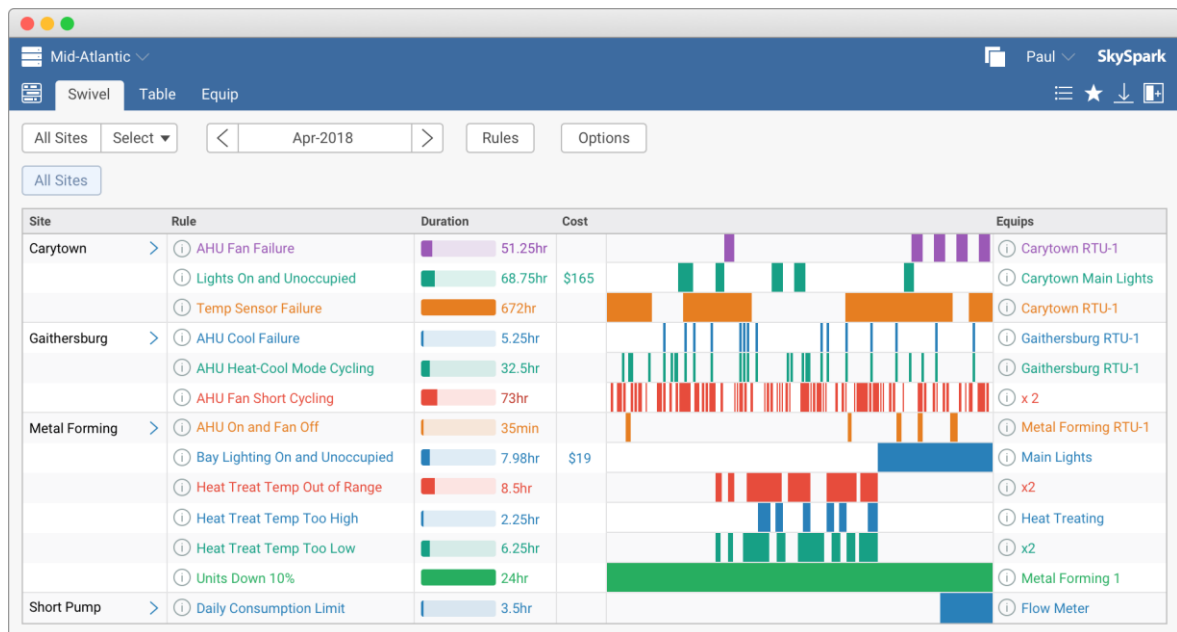 Mid-Atlantic Paul SkySpark
Swivel Table Equip
All Sites Select Apr-2018 Rules Options
All Sites
Site Rule Duration Cost Equips
Carytown AHU Fan Failure 51.25hr Carytown RTU-1
Lights On and Unoccupied 68.75hr $165 Carytown Main Lights
Temp Sensor Failure 672hr Carytown RTU-1
Gaithersburg AHU Cool Failure 5.25hr Gaithersburg RTU-1
AHU Heat-Cool Mode Cycling 32.5hr Gaithersburg RTU-1
AHU Fan Short Cycling 73hr x 2
Metal Forming AHU On and Fan Off 35min Metal Forming RTU-1
Bay Lighting On and Unoccupied 7.98hr $19 Main Lights
Heat Treat Temp Out of Range 8.5hr x2
Heat Treat Temp Too High 2.25hr Heat Treating
Heat Treat Temp Too Low 6.25hr x2
Units Down 10% 24hr Metal Forming 1
Short Pump Daily Consumption Limit 3.5hr Flow Meter